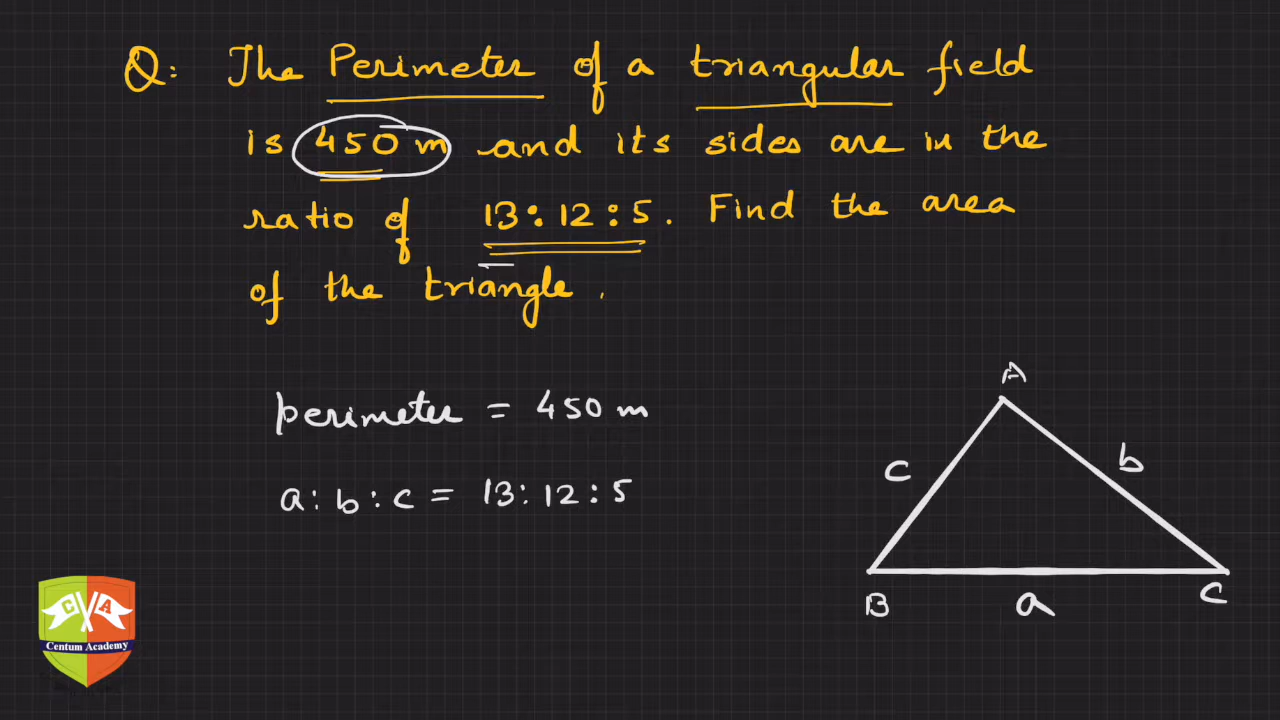 Q: The Perimeter of a triangular field
is 450 m and its sides are in the
ratio of 13:12:5. Find the area
of the triangle.
perimeter = 450 m
a:b:c = 13:12:5
A
c
b
B
a
C
C A
Centum Academy